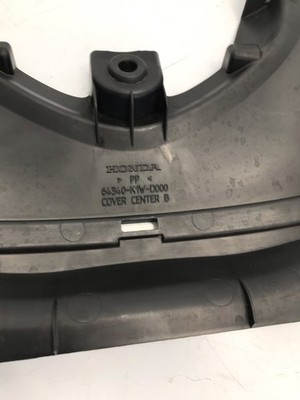 HONDA
> PP <
64340-K1W-D000
COVER CENTER B